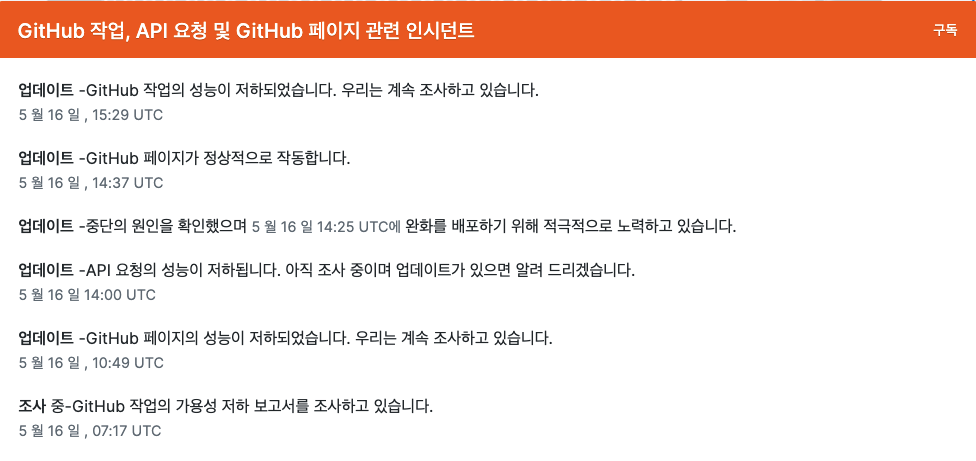 GitHub 작업, API 요청 및 GitHub 페이지 관련 인시던트
구독
업데이트 -GitHub 작업의 성능이 저하되었습니다. 우리는 계속 조사하고 있습니다.
5 월 16 일 , 15:29 UTC
업데이트 -GitHub 페이지가 정상적으로 작동합니다.
5 월 16 일 , 14:37 UTC
업데이트 -중단의 원인을 확인했으며 5 월 16 일 14:25 UTC에 완화를 배포하기 위해 적극적으로 노력하고 있습니다.
업데이트 -API 요청의 성능이 저하됩니다. 아직 조사 중이며 업데이트가 있으면 알려 드리겠습니다.
5 월 16 일 14:00 UTC
업데이트 -GitHub 페이지의 성능이 저하되었습니다. 우리는 계속 조사하고 있습니다.
5 월 16 일 , 10:49 UTC
조사 중-GitHub 작업의 가용성 저하 보고서를 조사하고 있습니다.
5 월 16 일 , 07:17 UTC